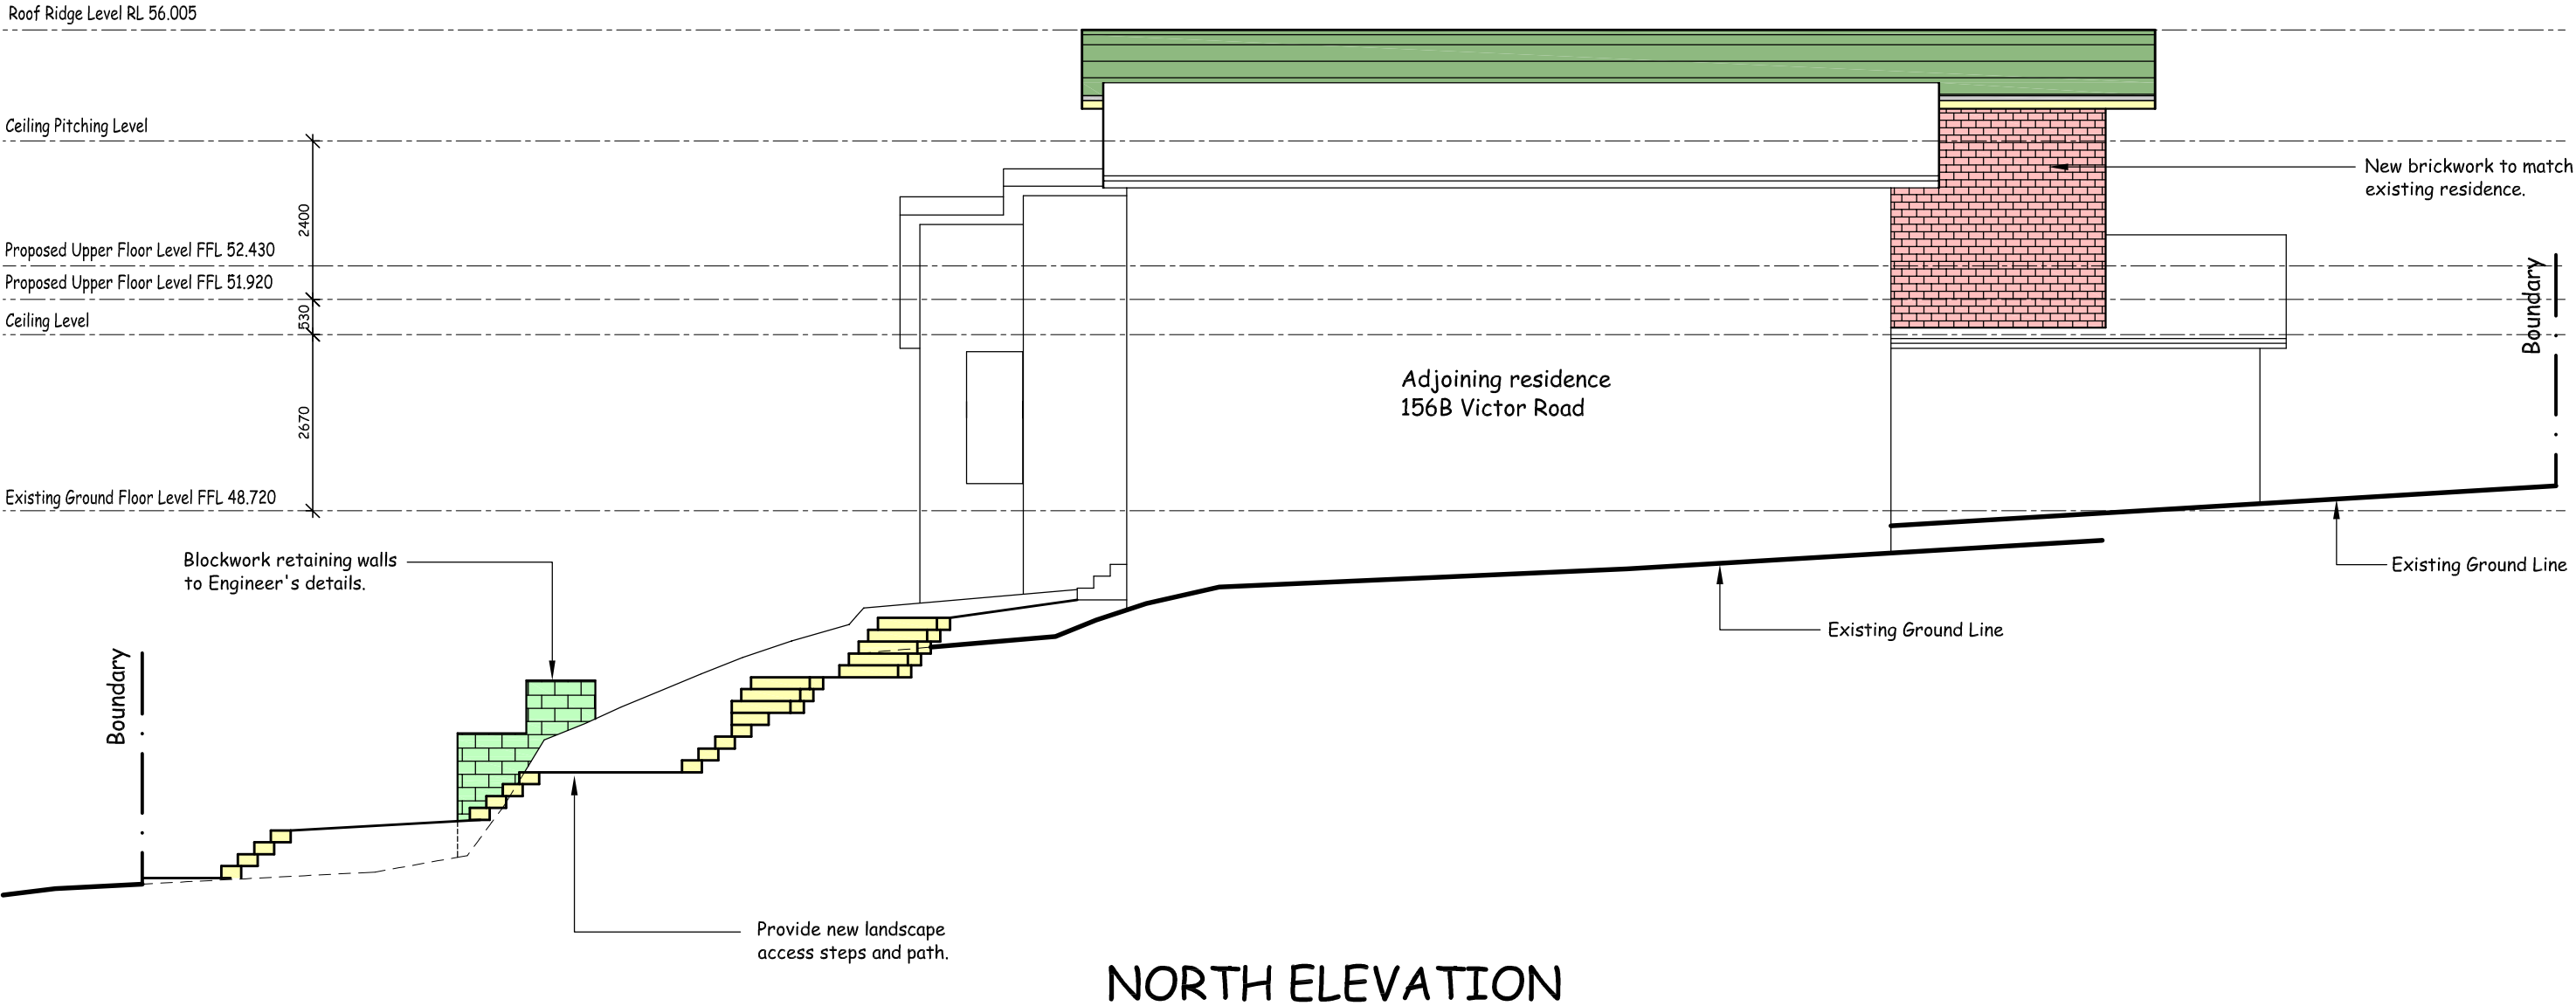 Roof Ridge Level RL 56.005
Ceiling Pitching Level
New brickwork to match
existing residence.
2400
Proposed Upper Floor Level FFL 52.430
Proposed Upper Floor Level FFL 51.920
530
Ceiling Level
Boundary
Adjoining residence
156B Victor Road
2670
Existing Ground Floor Level FFL 48.720
Blockwork retaining walls
to Engineer's details.
Existing Ground Line
Existing Ground Line
Boundary
Provide new landscape
access steps and path.
NORTH ELEVATION